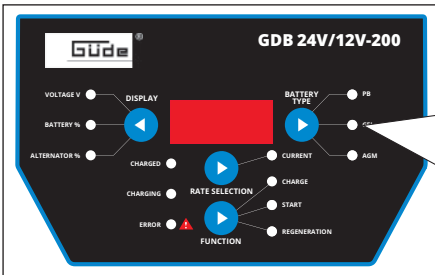 Güde ®
GDB 24V/12V-200
VOLTAGE V
BATTERY %
ALTERNATOR %
DISPLAY
BATTERY
TYPE
PB
AGM
CHARGED
CHARGING
ERROR
RATE SELECTION
CURRENT
CHARGE
START
REGENERATION
FUNCTION